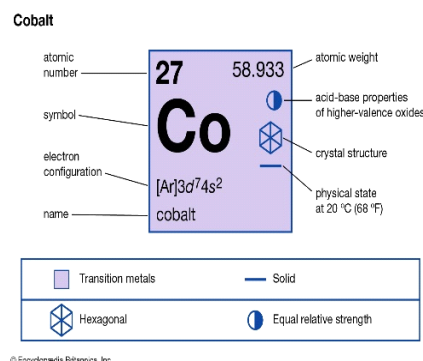 Cobalt
atomic
number
27
58.933
atomic weight
symbol
Co
acid-base properties
of higher-valence oxides
crystal structure
electron
configuration
[Ar]3d⁷4s²
physical state
at 20 °C (68 °F)
name
cobalt
Transition metals
Solid
Hexagonal
Equal relative strength
© Encyclopædia Britannica, Inc.